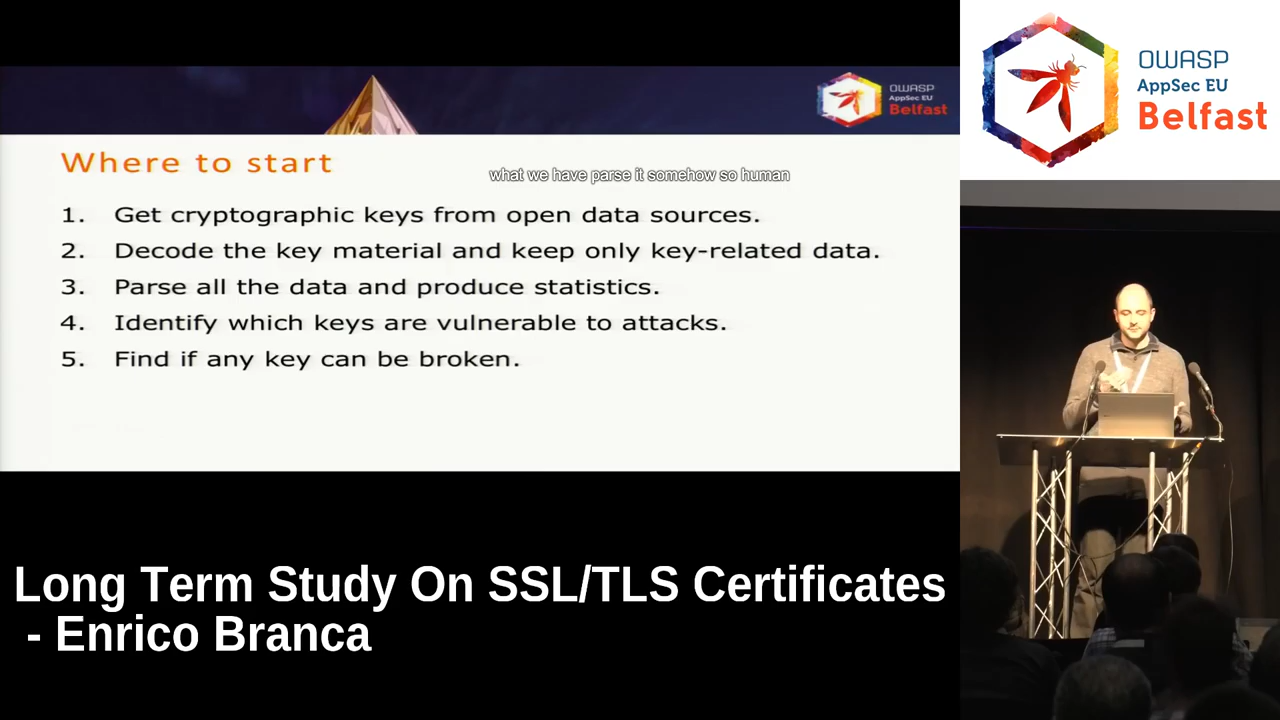 OWASP
AppSec EU
Belfast
Where to start
what we have parse it somehow so human
1. Get cryptographic keys from open data sources.
2. Decode the key material and keep only key-related data.
3. Parse all the data and produce statistics.
4. Identify which keys are vulnerable to attacks.
5. Find if any key can be broken.
Long Term Study On SSL/TLS Certificates
- Enrico Branca
OWASP
AppSec EU
Belfast